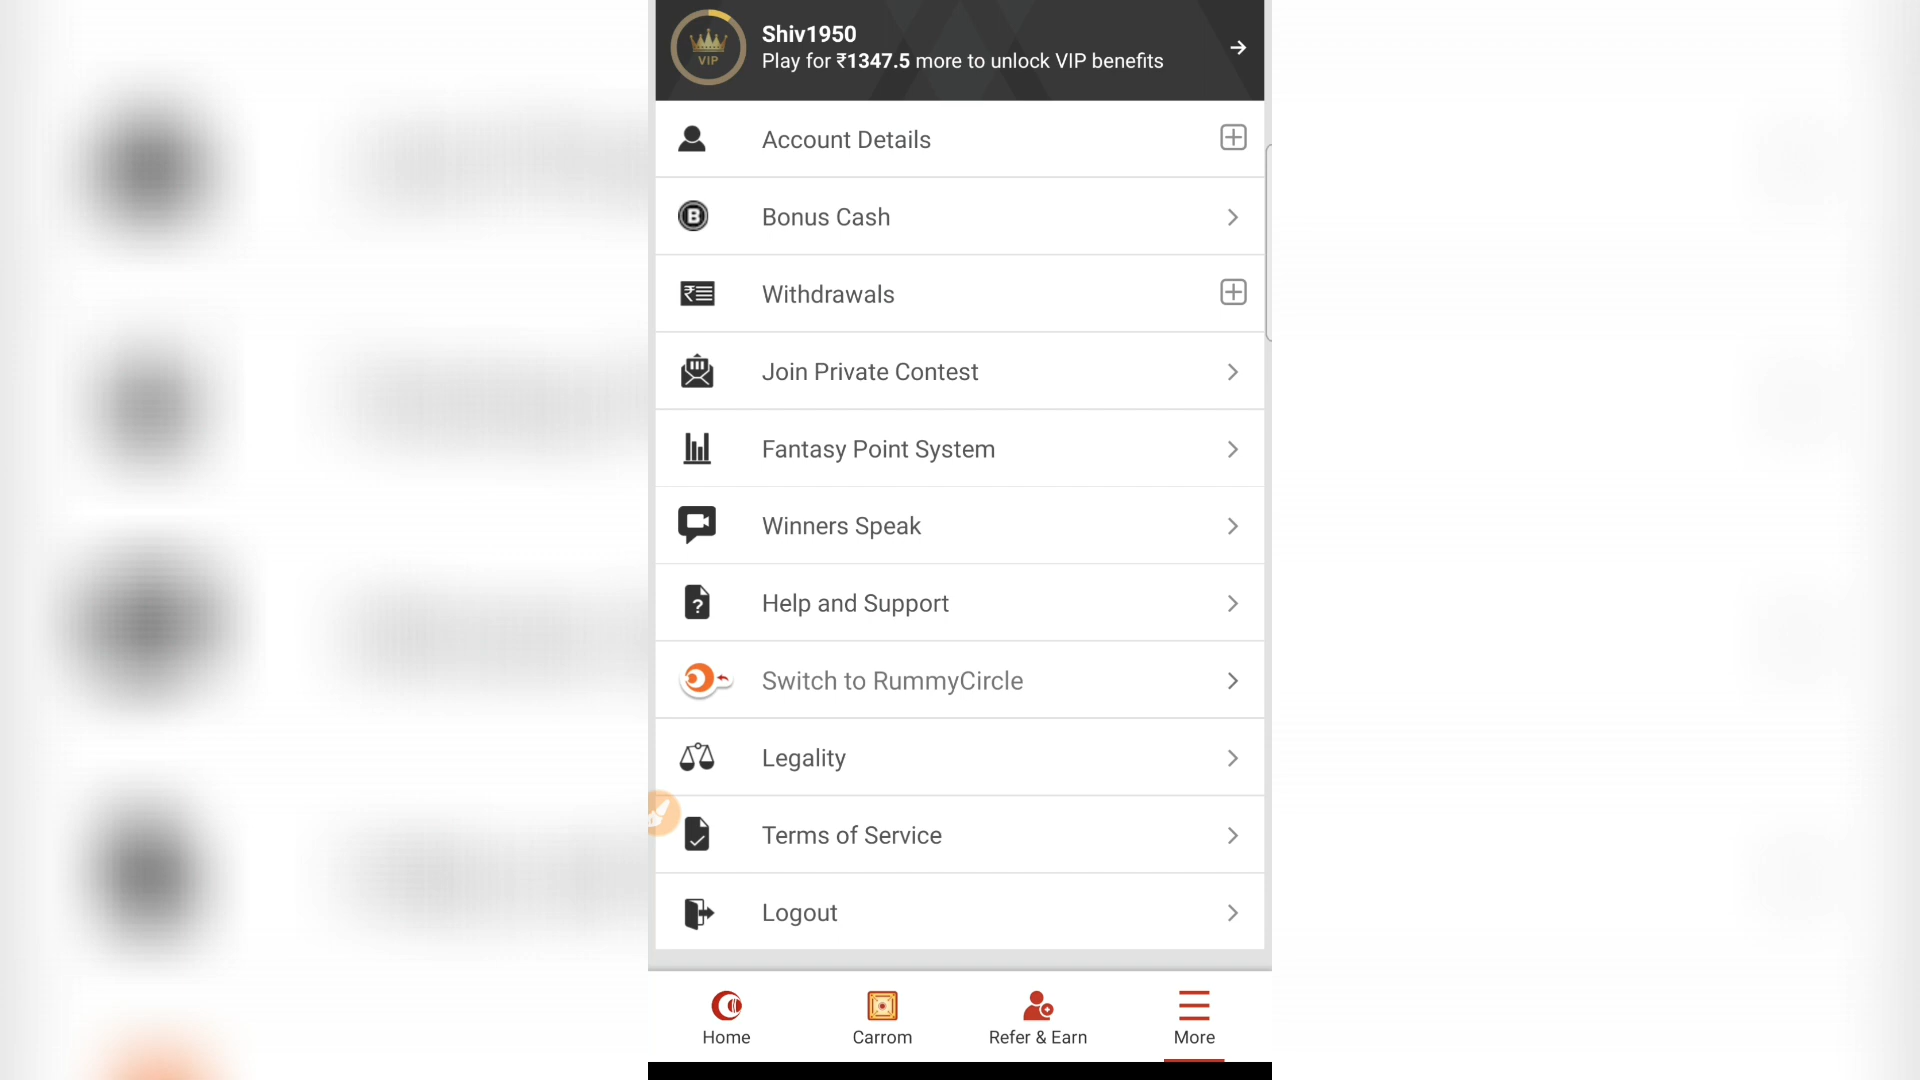 Shiv1950
Play for ₹1347.5 more to unlock VIP benefits
VIP
Account Details
Bonus Cash
Withdrawals
Join Private Contest
Fantasy Point System
Winners Speak
Help and Support
Switch to RummyCircle
Legality
Terms of Service
Logout
Home
Carrom
Refer & Earn
More